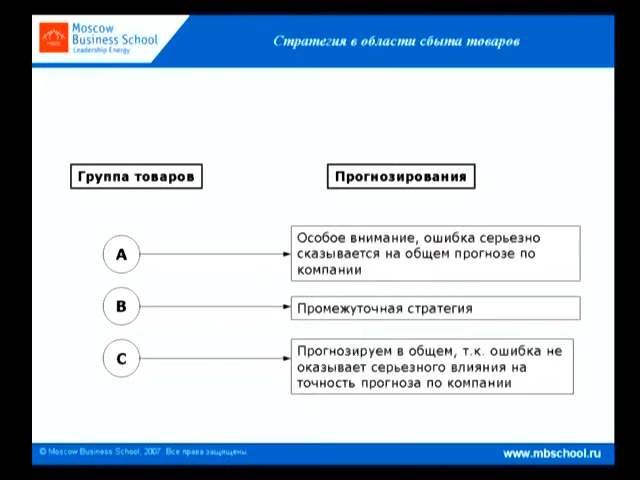 Moscow
Business School
Leadership Energy
Стратегия в области сбыта товаров
Группа товаров
Прогнозирования
A
Особое внимание, ошибка серьезно
сказывается на общем прогнозе по
компании
B
Промежуточная стратегия
C
Прогнозируем в общем, т.к. ошибка не
оказывает серьезного влияния на
точность прогноза по компании
© Moscow Business School, 2007. Все права защищены.
www.mbschool.ru